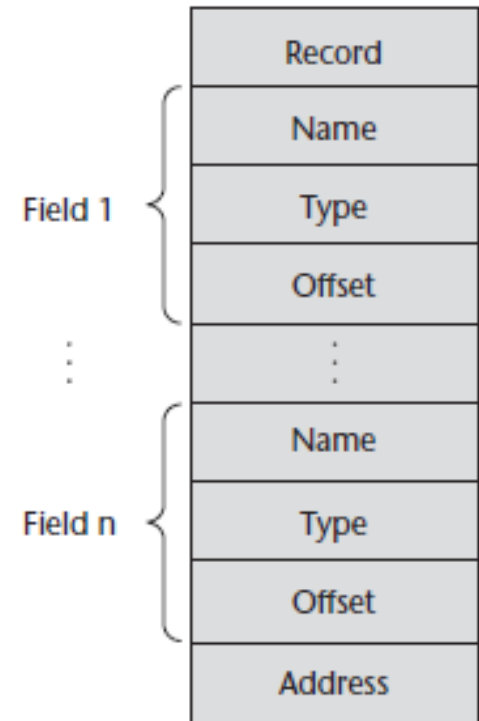 Record
Name
Field 1
Type
Offset
⋮ ⋮
Name
Field n
Type
Offset
Address